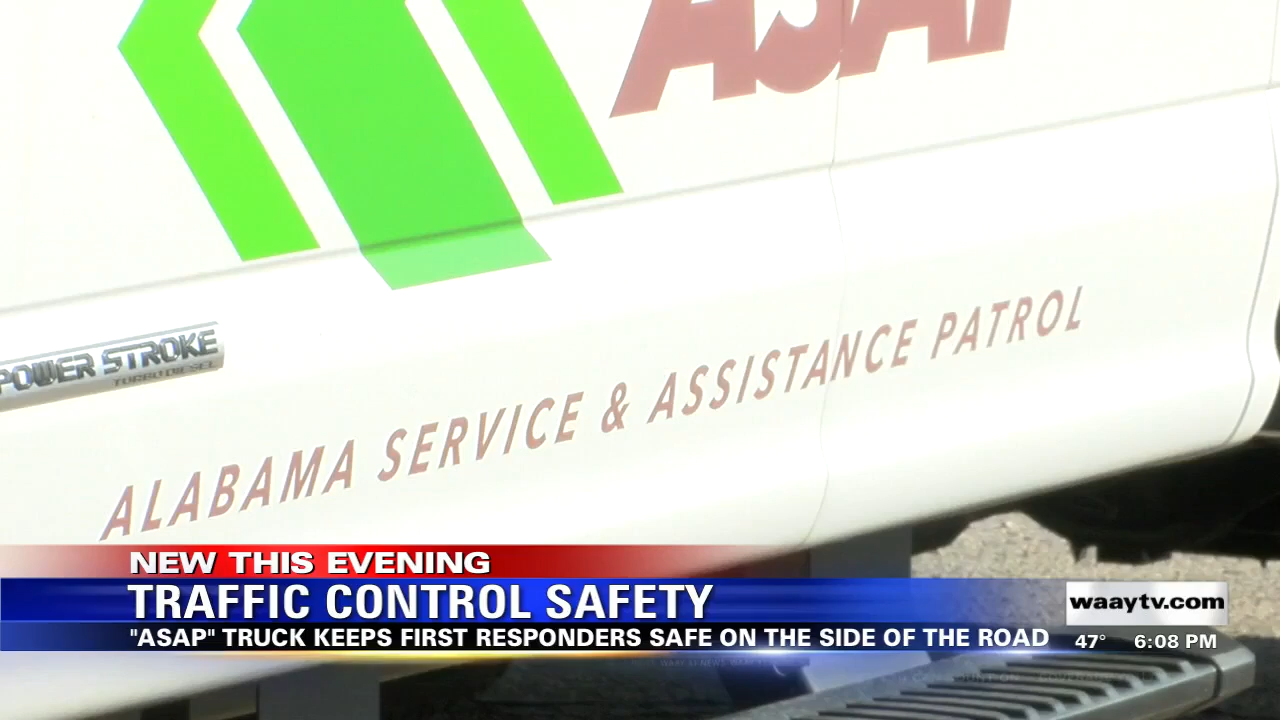 ASAP
POWER STROKE
TURBO DIESEL
ALABAMA SERVICE & ASSISTANCE PATROL
NEW THIS EVENING
TRAFFIC CONTROL SAFETY
"ASAP" TRUCK KEEPS FIRST RESPONDERS SAFE ON THE SIDE OF THE ROAD
waaytv.com
47° 6:08 PM